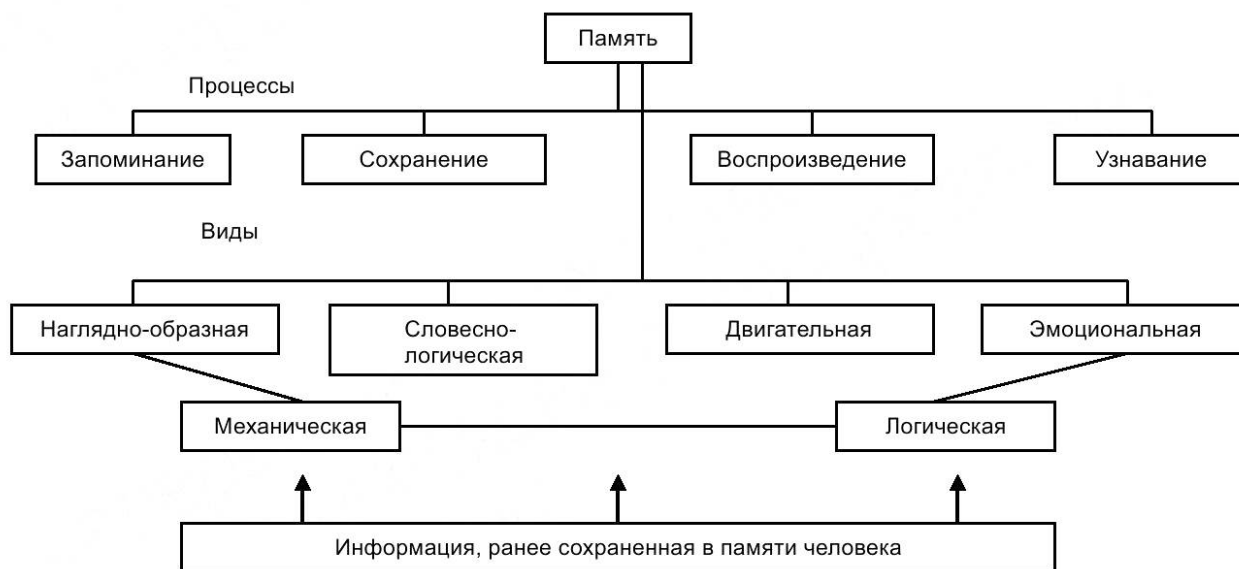 Память
Процессы
Запоминание
Сохранение
Воспроизведение
Узнавание
Виды
Наглядно-образная
Словесно-
логическая
Двигательная
Эмоциональная
Механическая
Логическая
Информация, ранее сохраненная в памяти человека